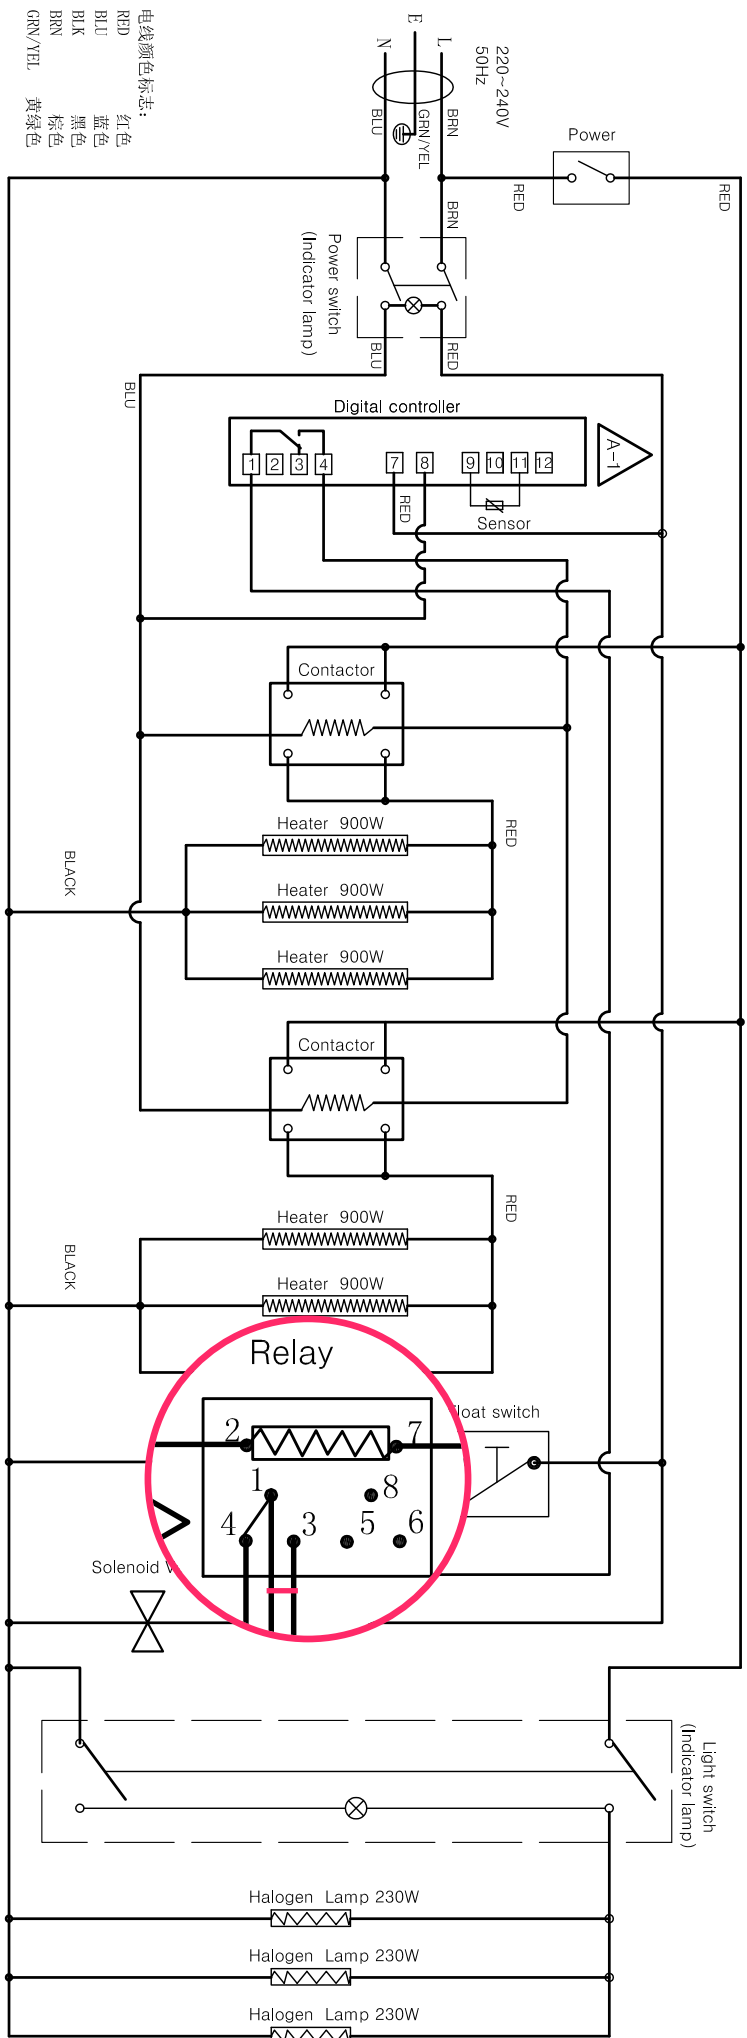 电线颜色标志:
RED 红色
BLU 蓝色
BLK 黑色
BRN 棕色
GRN/YEL 黄绿色
220~240V
50Hz
L
E
N
BRN
GRN/YEL
BLU
Power
RED
RED
BRN
Power switch
(Indicator lamp)
BLU
RED
BLU
Digital controller
A-1
1 2 3 4 7 8 9 10 11 12
RED
Sensor
Contactor
Heater 900W
RED
BLACK
Heater 900W
Heater 900W
Contactor
RED
Heater 900W
BLACK
Heater 900W
Relay
2 7
1 8
4 3 5 6
loat switch
Solenoid V
Light switch
(Indicator lamp)
Halogen Lamp 230W
Halogen Lamp 230W
Halogen Lamp 230W